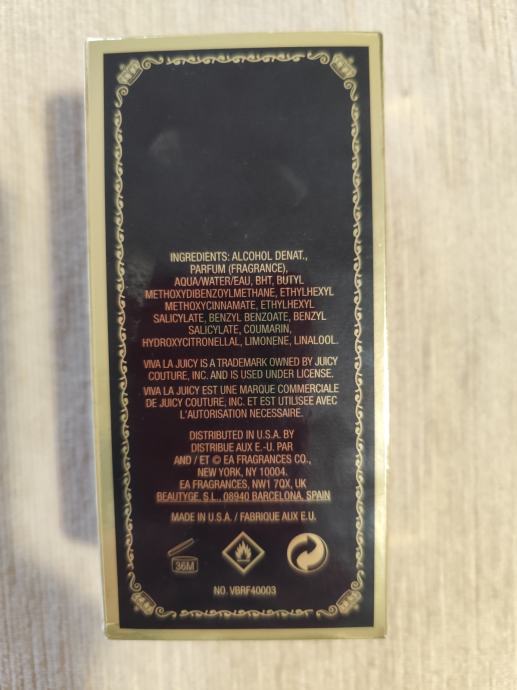 INGREDIENTS: ALCOHOL DENAT.,
PARFUM (FRAGRANCE),
AQUA/WATER/EAU, BHT, BUTYL
METHOXYDIBENZOYLMETHANE, ETHYLHEXYL
METHOXYCINNAMATE, ETHYLHEXYL
SALICYLATE, BENZYL BENZOATE, BENZYL
SALICYLATE, COUMARIN,
HYDROXYCITRONELLAL, LIMONENE, LINALOOL.
VIVA LA JUICY IS A TRADEMARK OWNED BY JUICY
COUTURE, INC. AND IS USED UNDER LICENSE.
VIVA LA JUICY EST UNE MARQUE COMMERCIALE
DE JUICY COUTURE, INC. ET EST UTILISEE AVEC
L'AUTORISATION NECESSAIRE.
DISTRIBUTED IN U.S.A. BY
DISTRIBUE AUX E.-U. PAR
AND / ET © EA FRAGRANCES CO.,
NEW YORK, NY 10004.
EA FRAGRANCES, NW1 7QX, UK
BEAUTYGE, S.L., 08940 BARCELONA, SPAIN
MADE IN U.S.A. / FABRIQUE AUX E.U.
36M
NO. VBRF40003